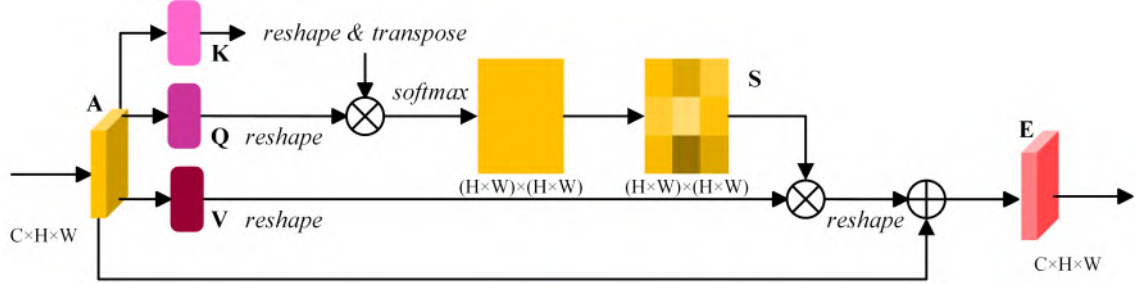 K
reshape & transpose
A
softmax
S
Q
reshape
E
(H×W)×(H×W)
(H×W)×(H×W)
V
reshape
reshape
C×H×W
C×H×W